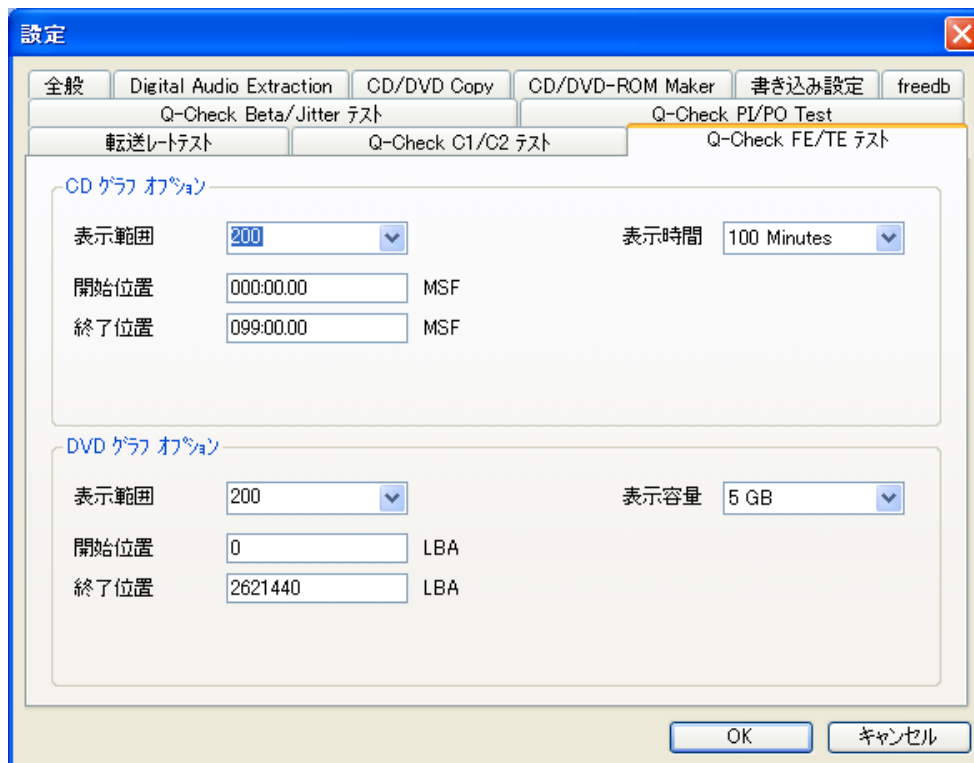 設定
全般 Digital Audio Extraction CD/DVD Copy CD/DVD-ROM Maker 書き込み設定 freedb
Q-Check Beta/Jitter テスト Q-Check PI/PO Test
転送レートテスト Q-Check C1/C2 テスト Q-Check FE/TE テスト
CD グラフ オプション
表示範囲 200 表示時間 100 Minutes
開始位置 000:00.00 MSF
終了位置 099:00.00 MSF
DVD グラフ オプション
表示範囲 200 表示容量 5 GB
開始位置 0 LBA
終了位置 2621440 LBA
OK キャンセル